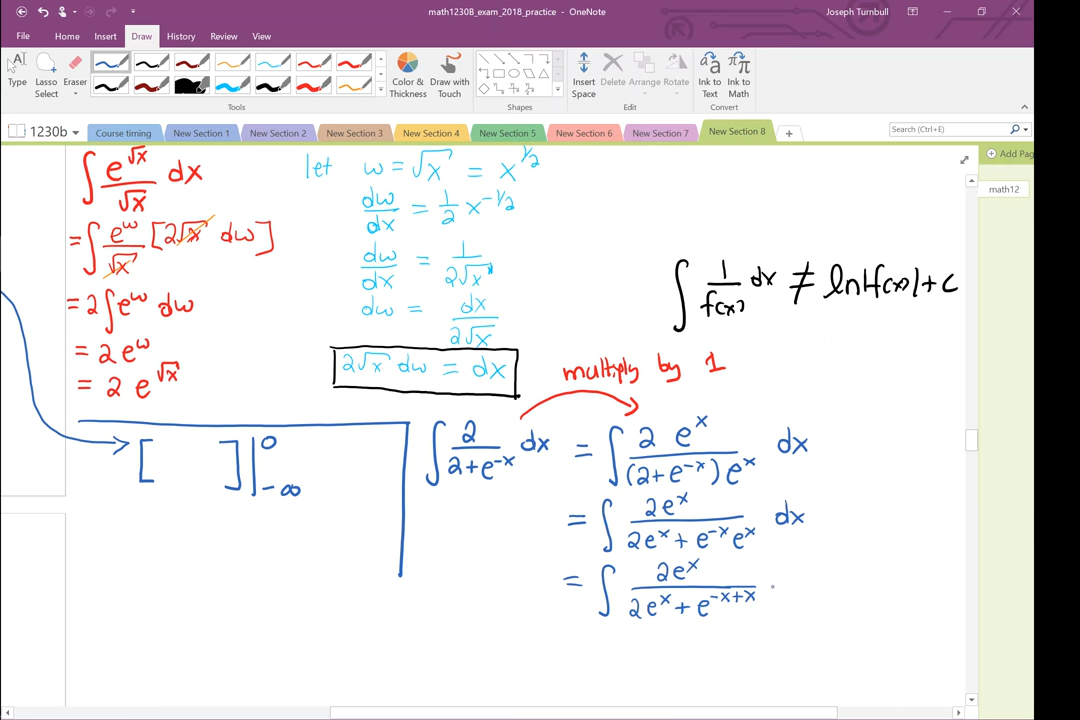 math1230B_exam_2018_practice - OneNote
Joseph Turnbull
File Home Insert Draw History Review View
Type
Lasso Select
Eraser
Color & Thickness
Draw with Touch
Insert Space
Delete
Arrange
Rotate
Ink to Text
Ink to Math
Tools
Shapes
Edit
Convert
1230b
Course timing
New Section 1
New Section 2
New Section 3
New Section 4
New Section 5
New Section 6
New Section 7
New Section 8
Search (Ctrl+E)
Add Pag
math12
∫ e^√x / √x dx
= ∫ e^w / √x [2√x dw]
= 2 ∫ e^w dw
= 2 e^w
= 2 e^√x
let w = √x = x^1/2
dw/dx = 1/2 x^-1/2
dw/dx = 1/2√x
dw = dx/2√x
2√x dw = dx
∫ 1/f(x) dx ≠ ln|f(x)| + C
multiply by 1
[ ] |^0 _-∞
∫ 2/(2+e^-x) dx = ∫ 2 e^x / (2+e^-x) e^x dx
= ∫ 2e^x / 2e^x + e^-x e^x dx
= ∫ 2e^x / 2e^x + e^-x+x